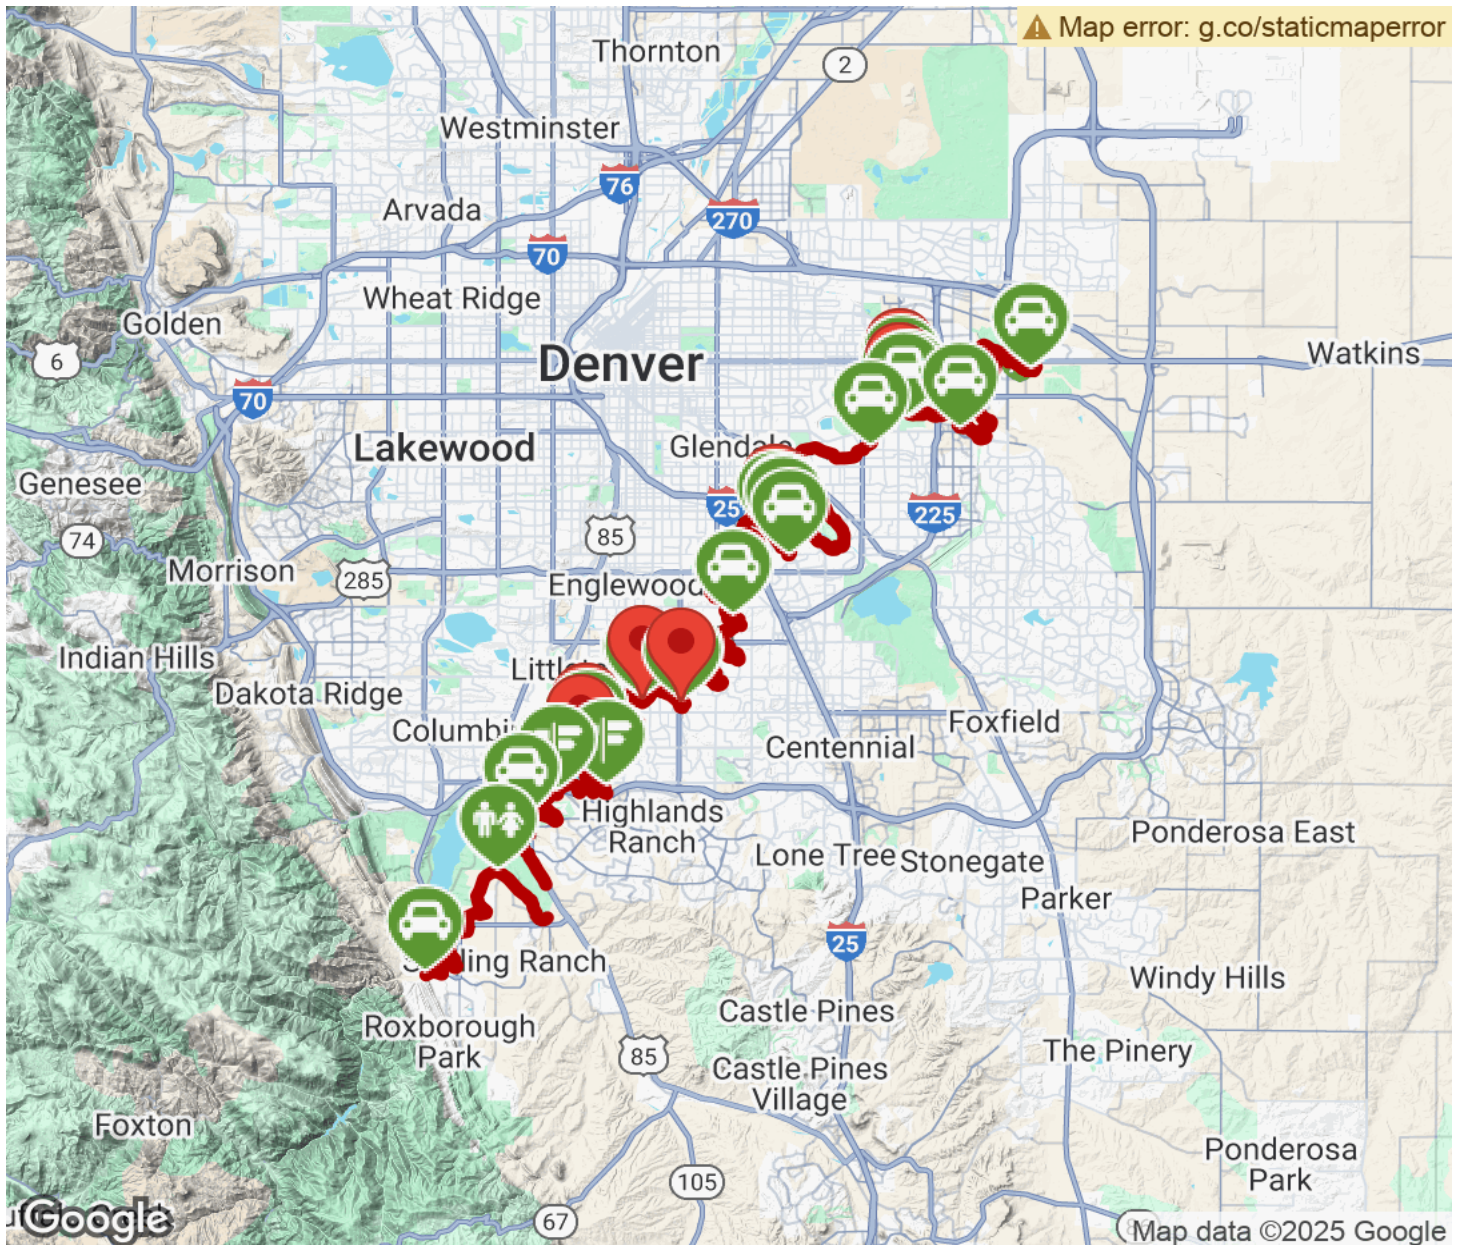 Map error: g.co/staticmaperror
Thornton
2
Westminster
76
Arvada
270
70
Wheat Ridge
Golden
6
Denver
Watkins
70
Lakewood
Glendale
Genesee
25
225
74
85
Morrison
285
Englewood
Indian Hills
Dakota Ridge
Foxfield
Centennial
Highlands
Ranch
Ponderosa East
Lone Tree
Stonegate
Parker
25
ling Ranch
Windy Hills
Castle Pines
Roxborough
Park
85
The Pinery
Castle Pines
Village
Foxton
Ponderosa
Park
105
67
Google
Map data ©2025 Google